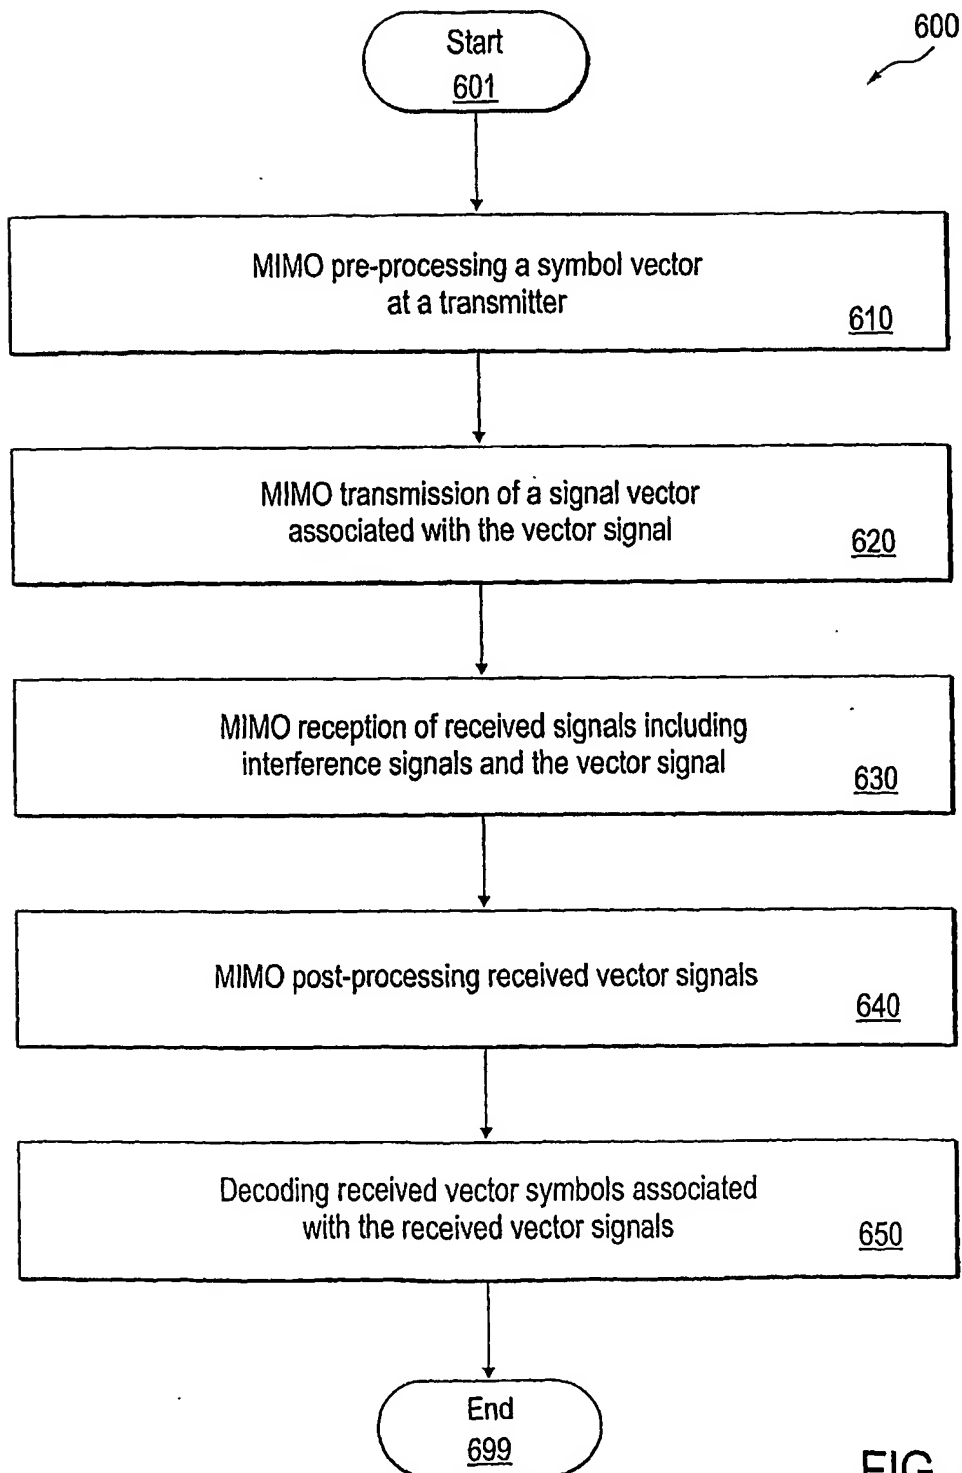 600
Start
601
MIMO pre-processing a symbol vector
at a transmitter
610
MIMO transmission of a signal vector
associated with the vector signal
620
MIMO reception of received signals including
interference signals and the vector signal
630
MIMO post-processing received vector signals
640
Decoding received vector symbols associated
with the received vector signals
650
End
699
FIG